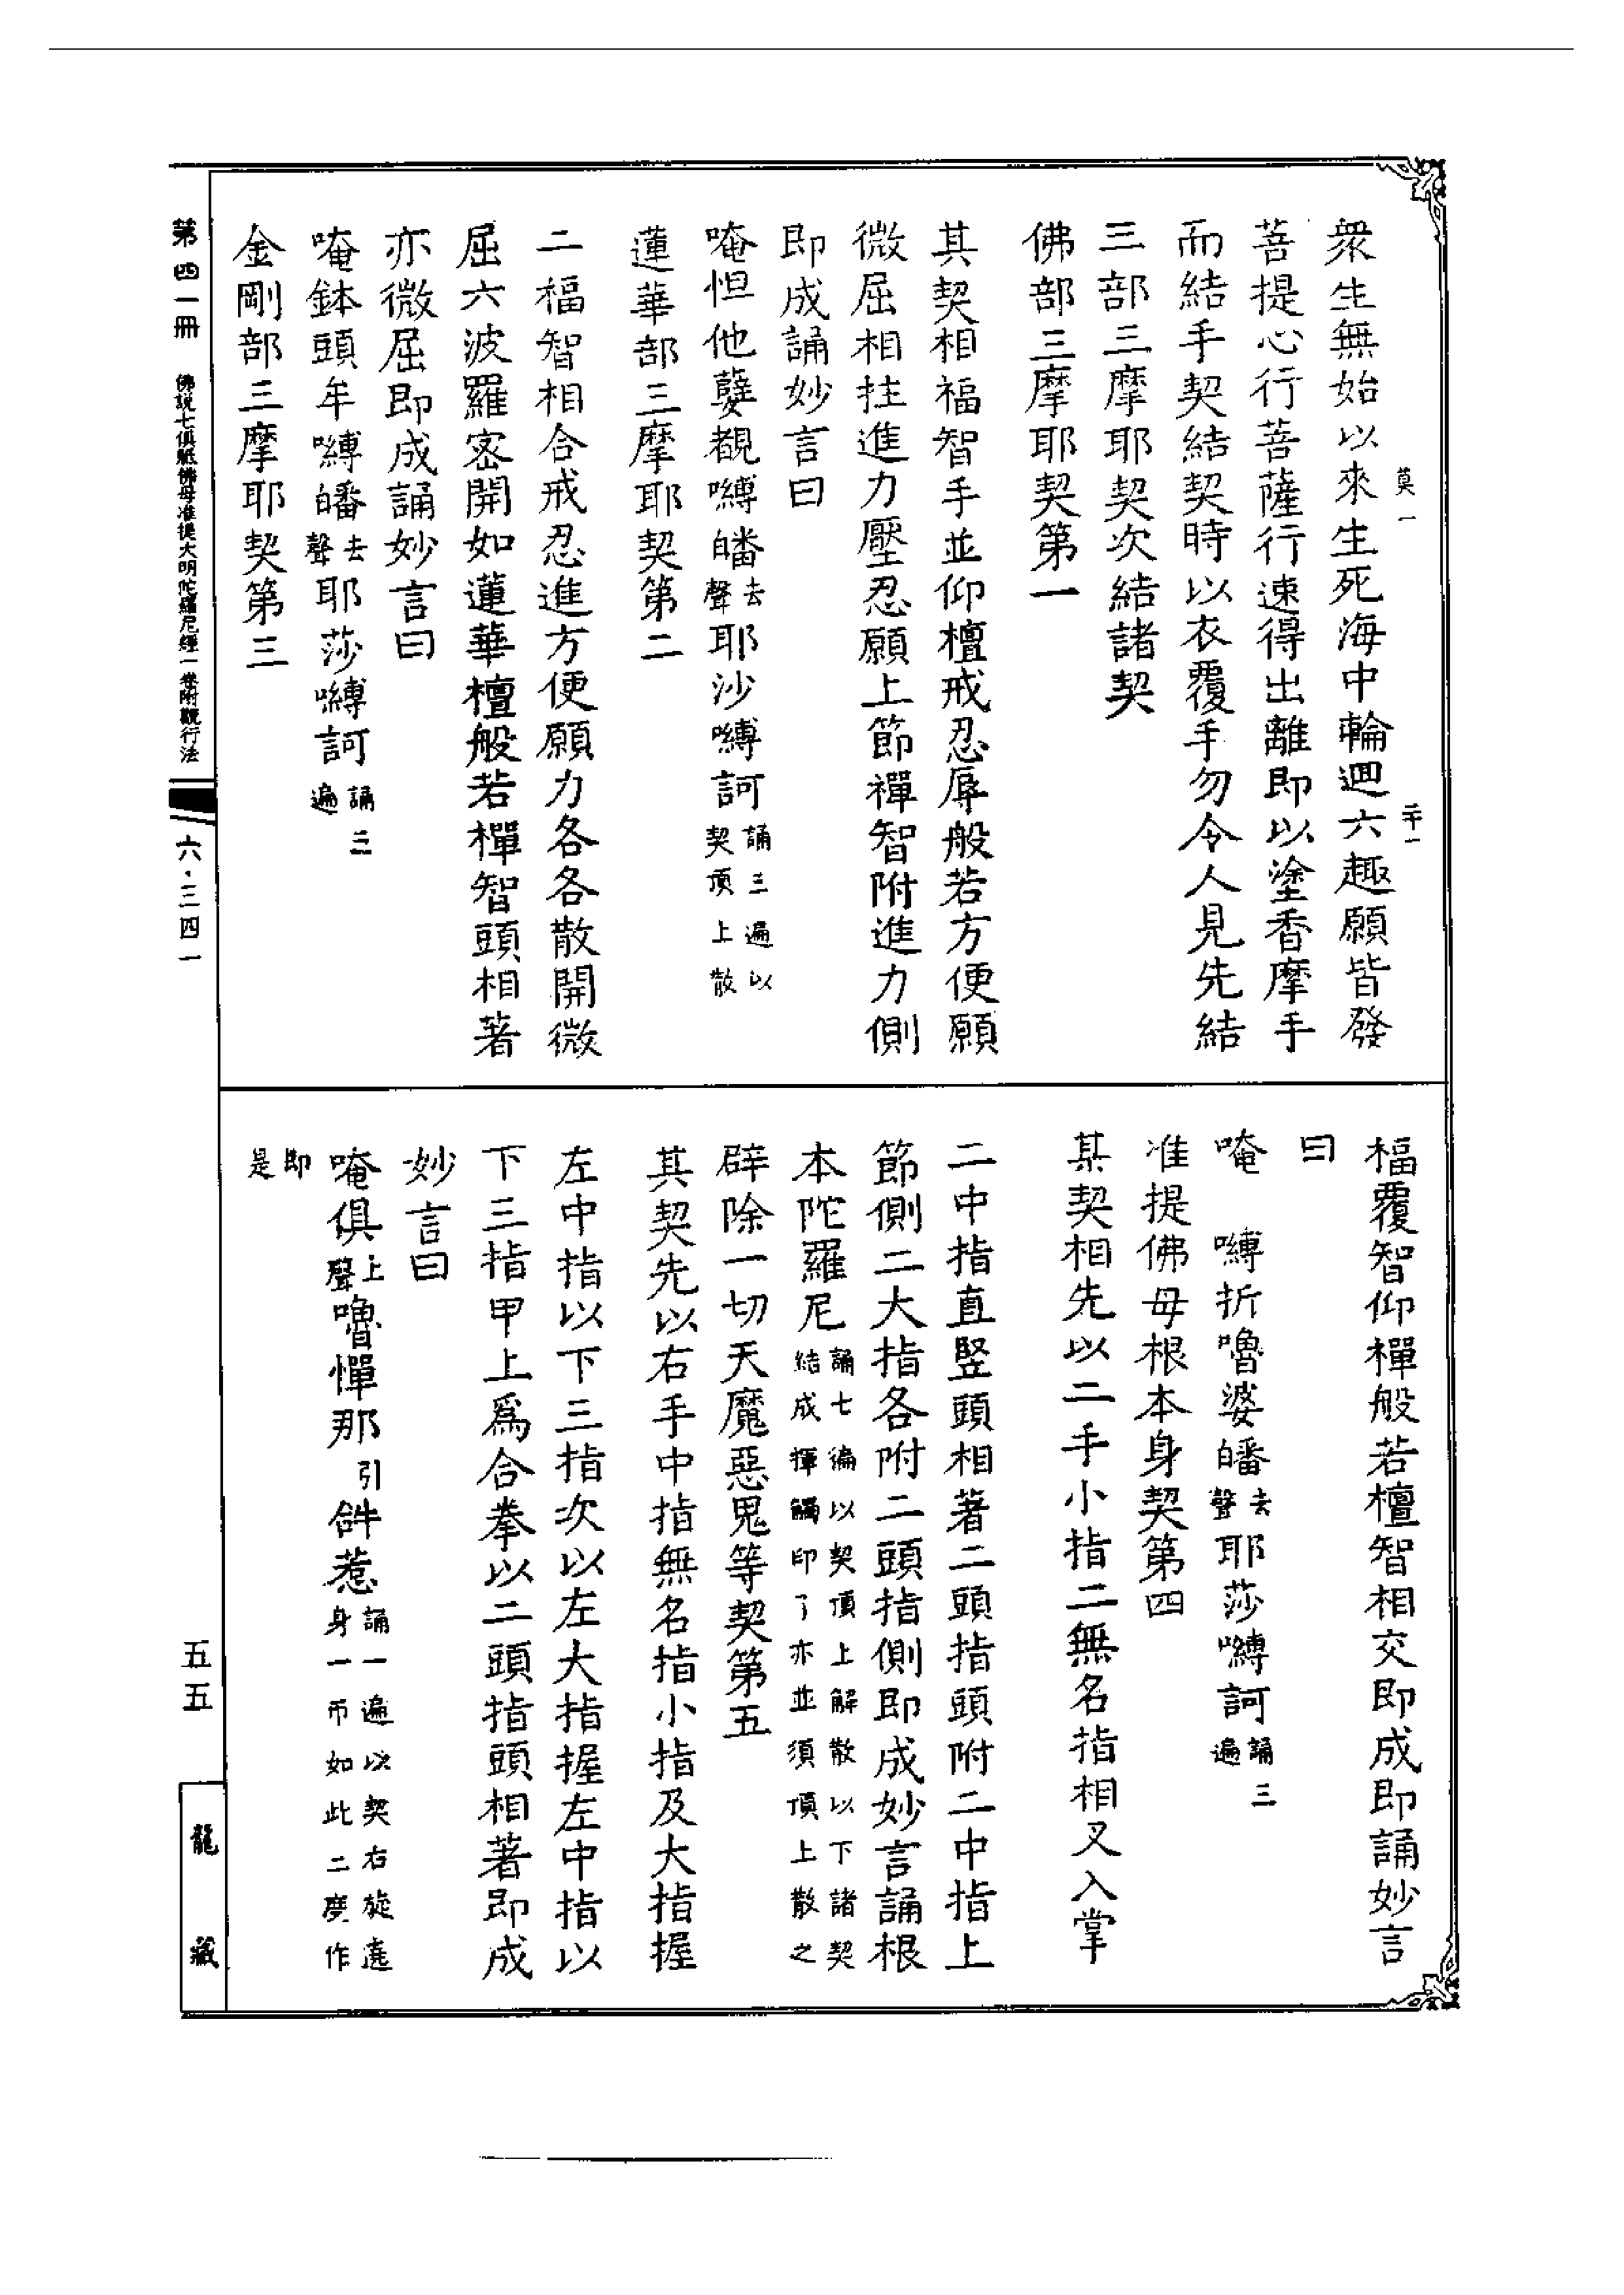 衆生無始以來生死海中輪迴六趣願皆發
菩提心行菩薩行速得出離即以塗香摩手
而結手契結契時以衣覆手勿令人見先結
三部三摩耶契次結諸契
佛部三摩耶契第一
其契相福智手並仰檀戒忍辱般若方便願
微屈相拄進力壓忍願上節禪智附進力側
即成誦妙言曰
唵怛他孽覩嚩皤去聲耶沙嚩訶誦三遍以契頂上散
蓮華部三摩耶契第二
二福智相合戒忍進方便願力各各散開微
屈六波羅密開如蓮華檀般若禪智頭相著
亦微屈即成誦妙言曰
唵鉢頭牟嚩皤去聲耶莎嚩訶誦三遍
金剛部三摩耶契第三
福覆智仰禪般若檀智相交即成即誦妙言
曰
唵 嚩折嚕婆皤去聲耶莎嚩訶誦三遍
准提佛母根本身契第四
其契相先以二手小指二無名指相叉入掌
二中指直竪頭相著二頭指頭附二中指上
節側二大指各附二頭指側即成妙言誦根
本陀羅尼誦七徧以契頂上解散以下諸契結成揮觸印了亦並須頂上散之
辟除一切天魔惡鬼等契第五
其契先以右手中指無名指小指及大指握
左中指以下三指次以左大指握左中指以
下三指甲上爲合拳以二頭指頭相著即成
妙言曰
唵俱上聲嚕憚那引吽惹誦一遍以契右旋遶身一帀如此二度作
即是
莫一
二十一
第四一冊 佛說七俱胝佛母准提大明陀羅尼經一卷附觀行法
六·三四一
五五
龍藏